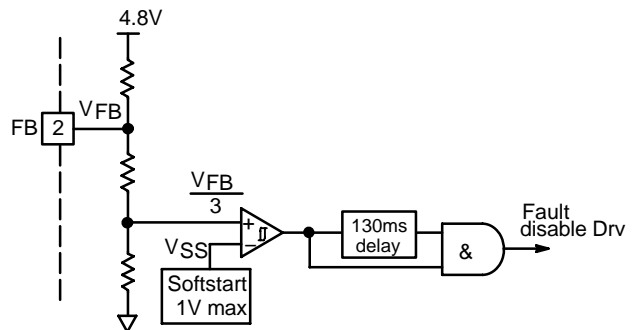 4.8V
VFB
FB 2
VFB
3
VSS
+
−
Softstart
1V max
130ms
delay
&
Fault
disable Drv